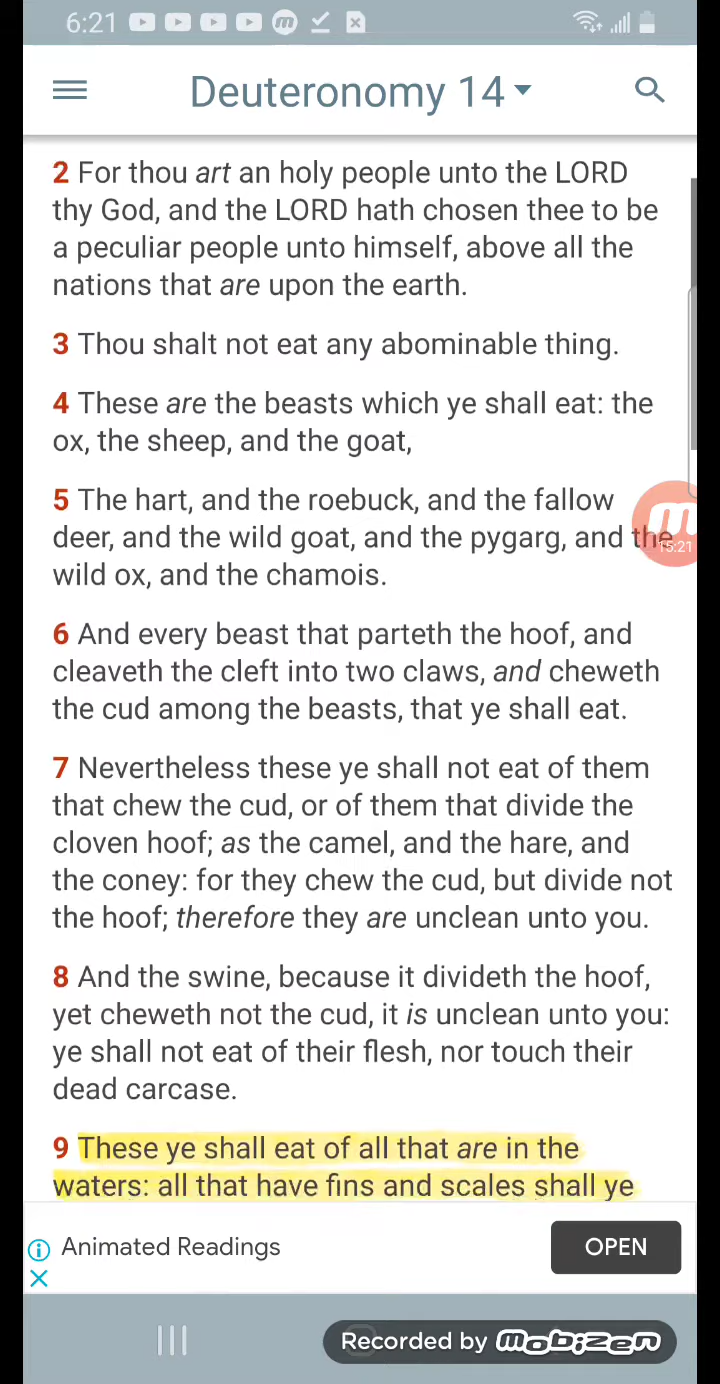 6:21
Deuteronomy 14
2 For thou art an holy people unto the LORD
thy God, and the LORD hath chosen thee to be
a peculiar people unto himself, above all the
nations that are upon the earth.
3 Thou shalt not eat any abominable thing.
4 These are the beasts which ye shall eat: the
ox, the sheep, and the goat,
5 The hart, and the roebuck, and the fallow
deer, and the wild goat, and the pygarg, and the
15:21
wild ox, and the chamois.
6 And every beast that parteth the hoof, and
cleaveth the cleft into two claws, and cheweth
the cud among the beasts, that ye shall eat.
7 Nevertheless these ye shall not eat of them
that chew the cud, or of them that divide the
cloven hoof; as the camel, and the hare, and
the coney: for they chew the cud, but divide not
the hoof; therefore they are unclean unto you.
8 And the swine, because it divideth the hoof,
yet cheweth not the cud, it is unclean unto you:
ye shall not eat of their flesh, nor touch their
dead carcase.
9 These ye shall eat of all that are in the
waters: all that have fins and scales shall ye
Animated Readings
OPEN
Recorded by Mobizen